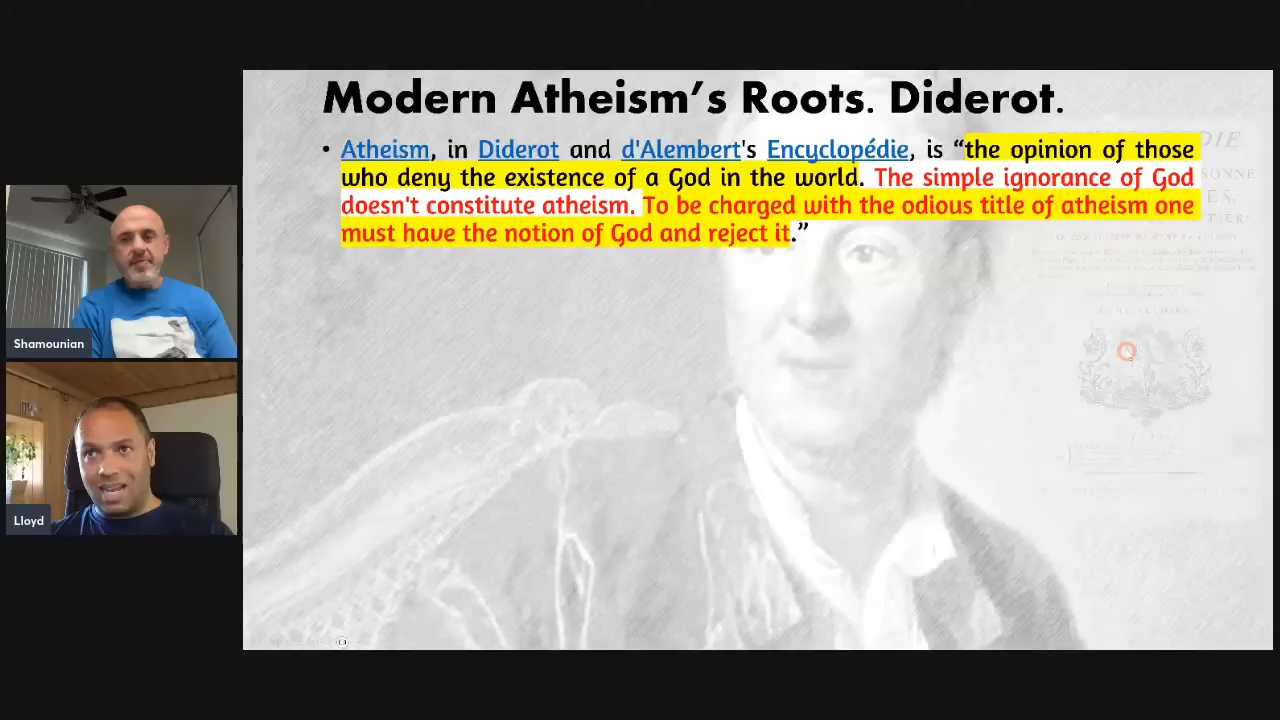 Modern Atheism's Roots. Diderot.
• Atheism, in Diderot and d'Alembert's Encyclopédie, is “the opinion of those
who deny the existence of a God in the world. The simple ignorance of God
doesn't constitute atheism. To be charged with the odious title of atheism one
must have the notion of God and reject it.”
Shamounian
Lloyd